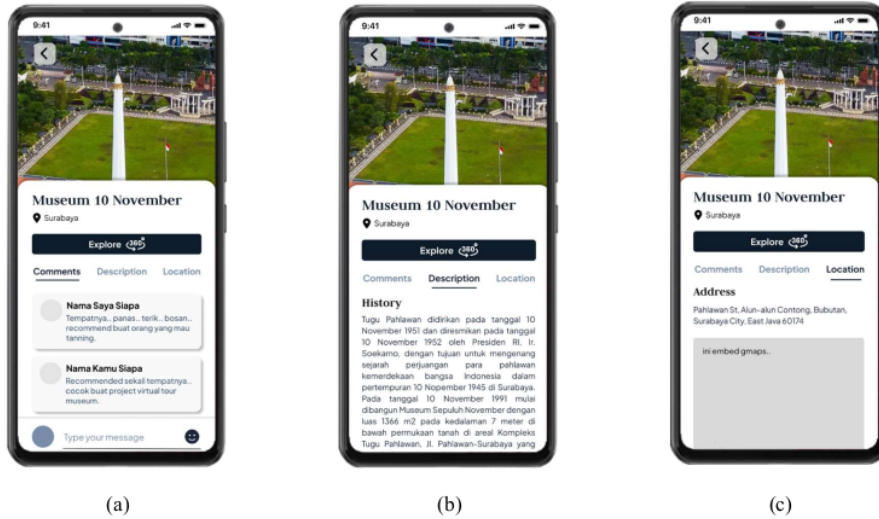 9:41
Museum 10 November
Surabaya
Explore 360°
Comments Description Location
Nama Saya Siapa
Tempatnya.. panas.. terik.. bosan..
recommend buat orang yang mau
tanning.
Nama Kamu Siapa
Recommended sekali tempatnya..
cocok buat project virtual tour
museum.
Type your message
(a)
9:41
Museum 10 November
Surabaya
Explore 360°
Comments Description Location
History
Tugu Pahlawan didirikan pada tanggal 10
November 1951 dan diresmikan pada tanggal
10 November 1952 oleh Presiden RI. Ir.
Soekarno, dengan tujuan untuk mengenang
sejarah perjuangan para pahlawan
kemerdekaan bangsa Indonesia dalam
pertempuran 10 Nopember 1945 di Surabaya.
Pada tanggal 10 November 1991 mulai
dibangun Museum Sepuluh November dengan
luas 1366 m2 pada kedalaman 7 meter di
bawah permukaan tanah di areal Kompleks
Tugu Pahlawan, Jl. Pahlawan-Surabaya yang
(b)
9:41
Museum 10 November
Surabaya
Explore 360°
Comments Description Location
Address
Pahlawan St, Alun-alun Contong, Bubutan,
Surabaya City, East Java 60174
ini embed gmaps..
(c)